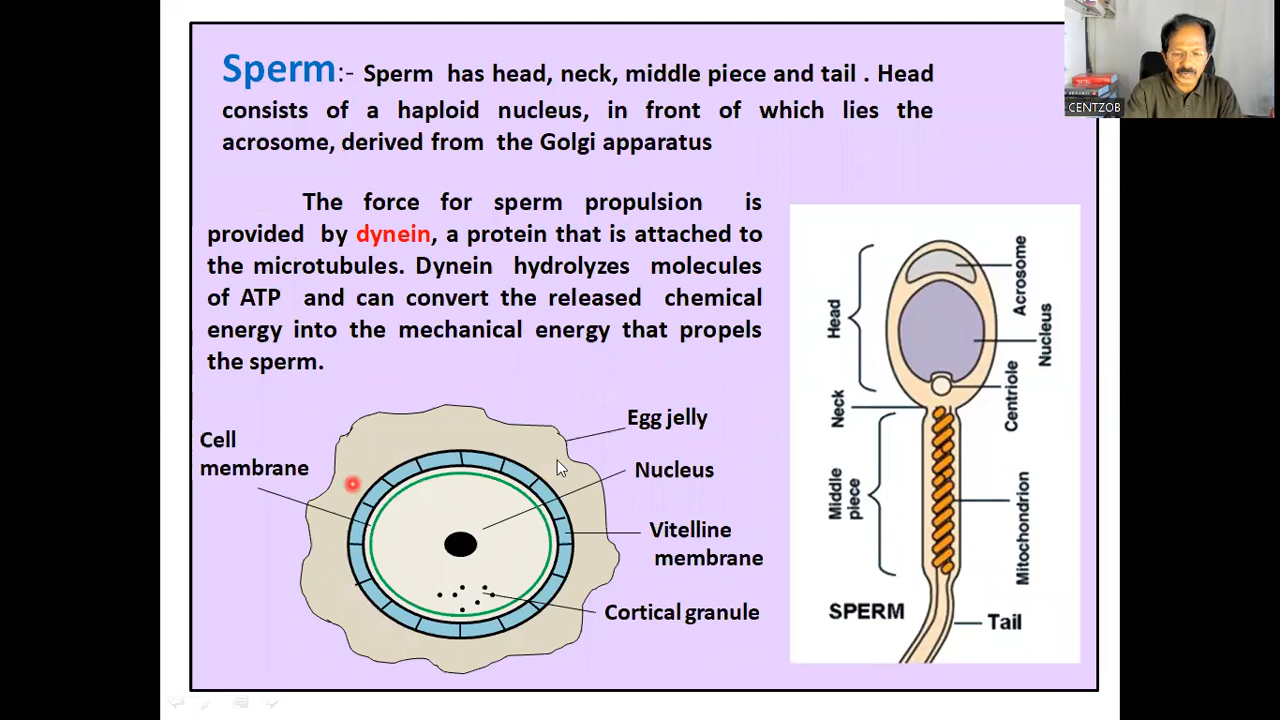 Sperm:- Sperm has head, neck, middle piece and tail . Head
consists of a haploid nucleus, in front of which lies the
acrosome, derived from the Golgi apparatus
The force for sperm propulsion is
provided by dynein, a protein that is attached to
the microtubules. Dynein hydrolyzes molecules
of ATP and can convert the released chemical
energy into the mechanical energy that propels
the sperm.
Cell
membrane
Egg jelly
Nucleus
Vitelline
membrane
Cortical granule
Head
Neck
Middle
piece
Acrosome
Nucleus
Centriole
Mitochondrion
SPERM
Tail
CENTZOB